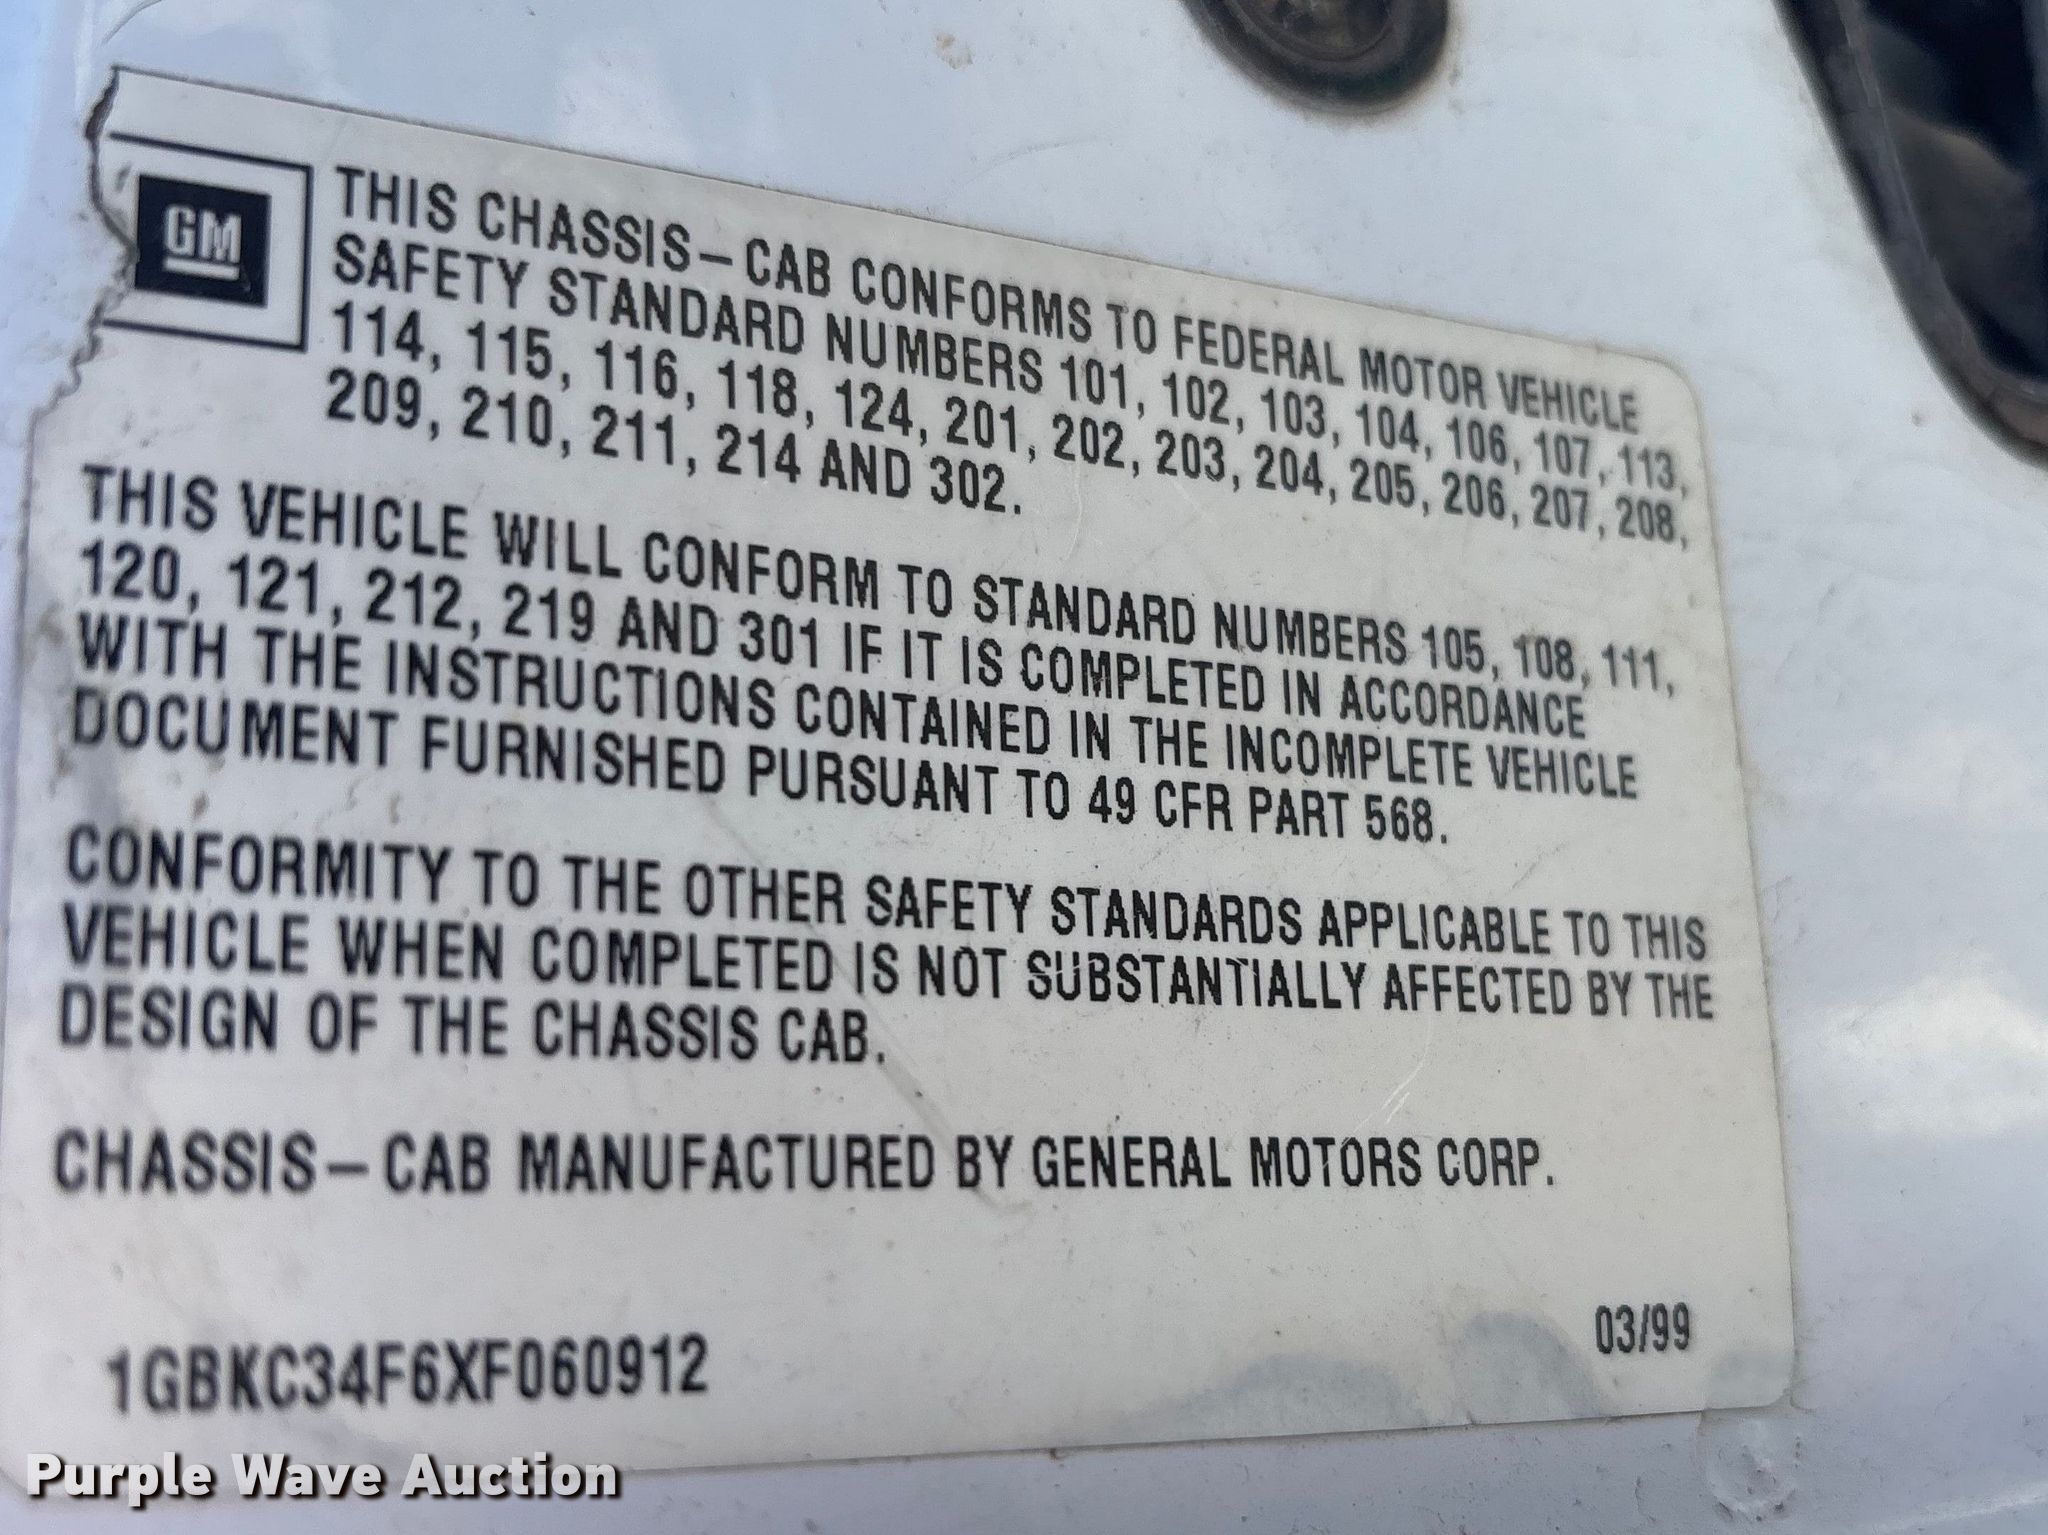 GM
THIS CHASSIS-CAB CONFORMS TO FEDERAL MOTOR VEHICLE
SAFETY STANDARD NUMBERS 101, 102, 103, 104, 106, 107, 113,
114, 115, 116, 118, 124, 201, 202, 203, 204, 205, 206, 207, 208,
209, 210, 211, 214 AND 302.
THIS VEHICLE WILL CONFORM TO STANDARD NUMBERS 105, 108, 111,
120, 121, 212, 219 AND 301 IF IT IS COMPLETED IN ACCORDANCE
WITH THE INSTRUCTIONS CONTAINED IN THE INCOMPLETE VEHICLE
DOCUMENT FURNISHED PURSUANT TO 49 CFR PART 568.
CONFORMITY TO THE OTHER SAFETY STANDARDS APPLICABLE TO THIS
VEHICLE WHEN COMPLETED IS NOT SUBSTANTIALLY AFFECTED BY THE
DESIGN OF THE CHASSIS CAB.
CHASSIS-CAB MANUFACTURED BY GENERAL MOTORS CORP.
03/99
1GBKC34F6XF060912
Purple Wave Auction